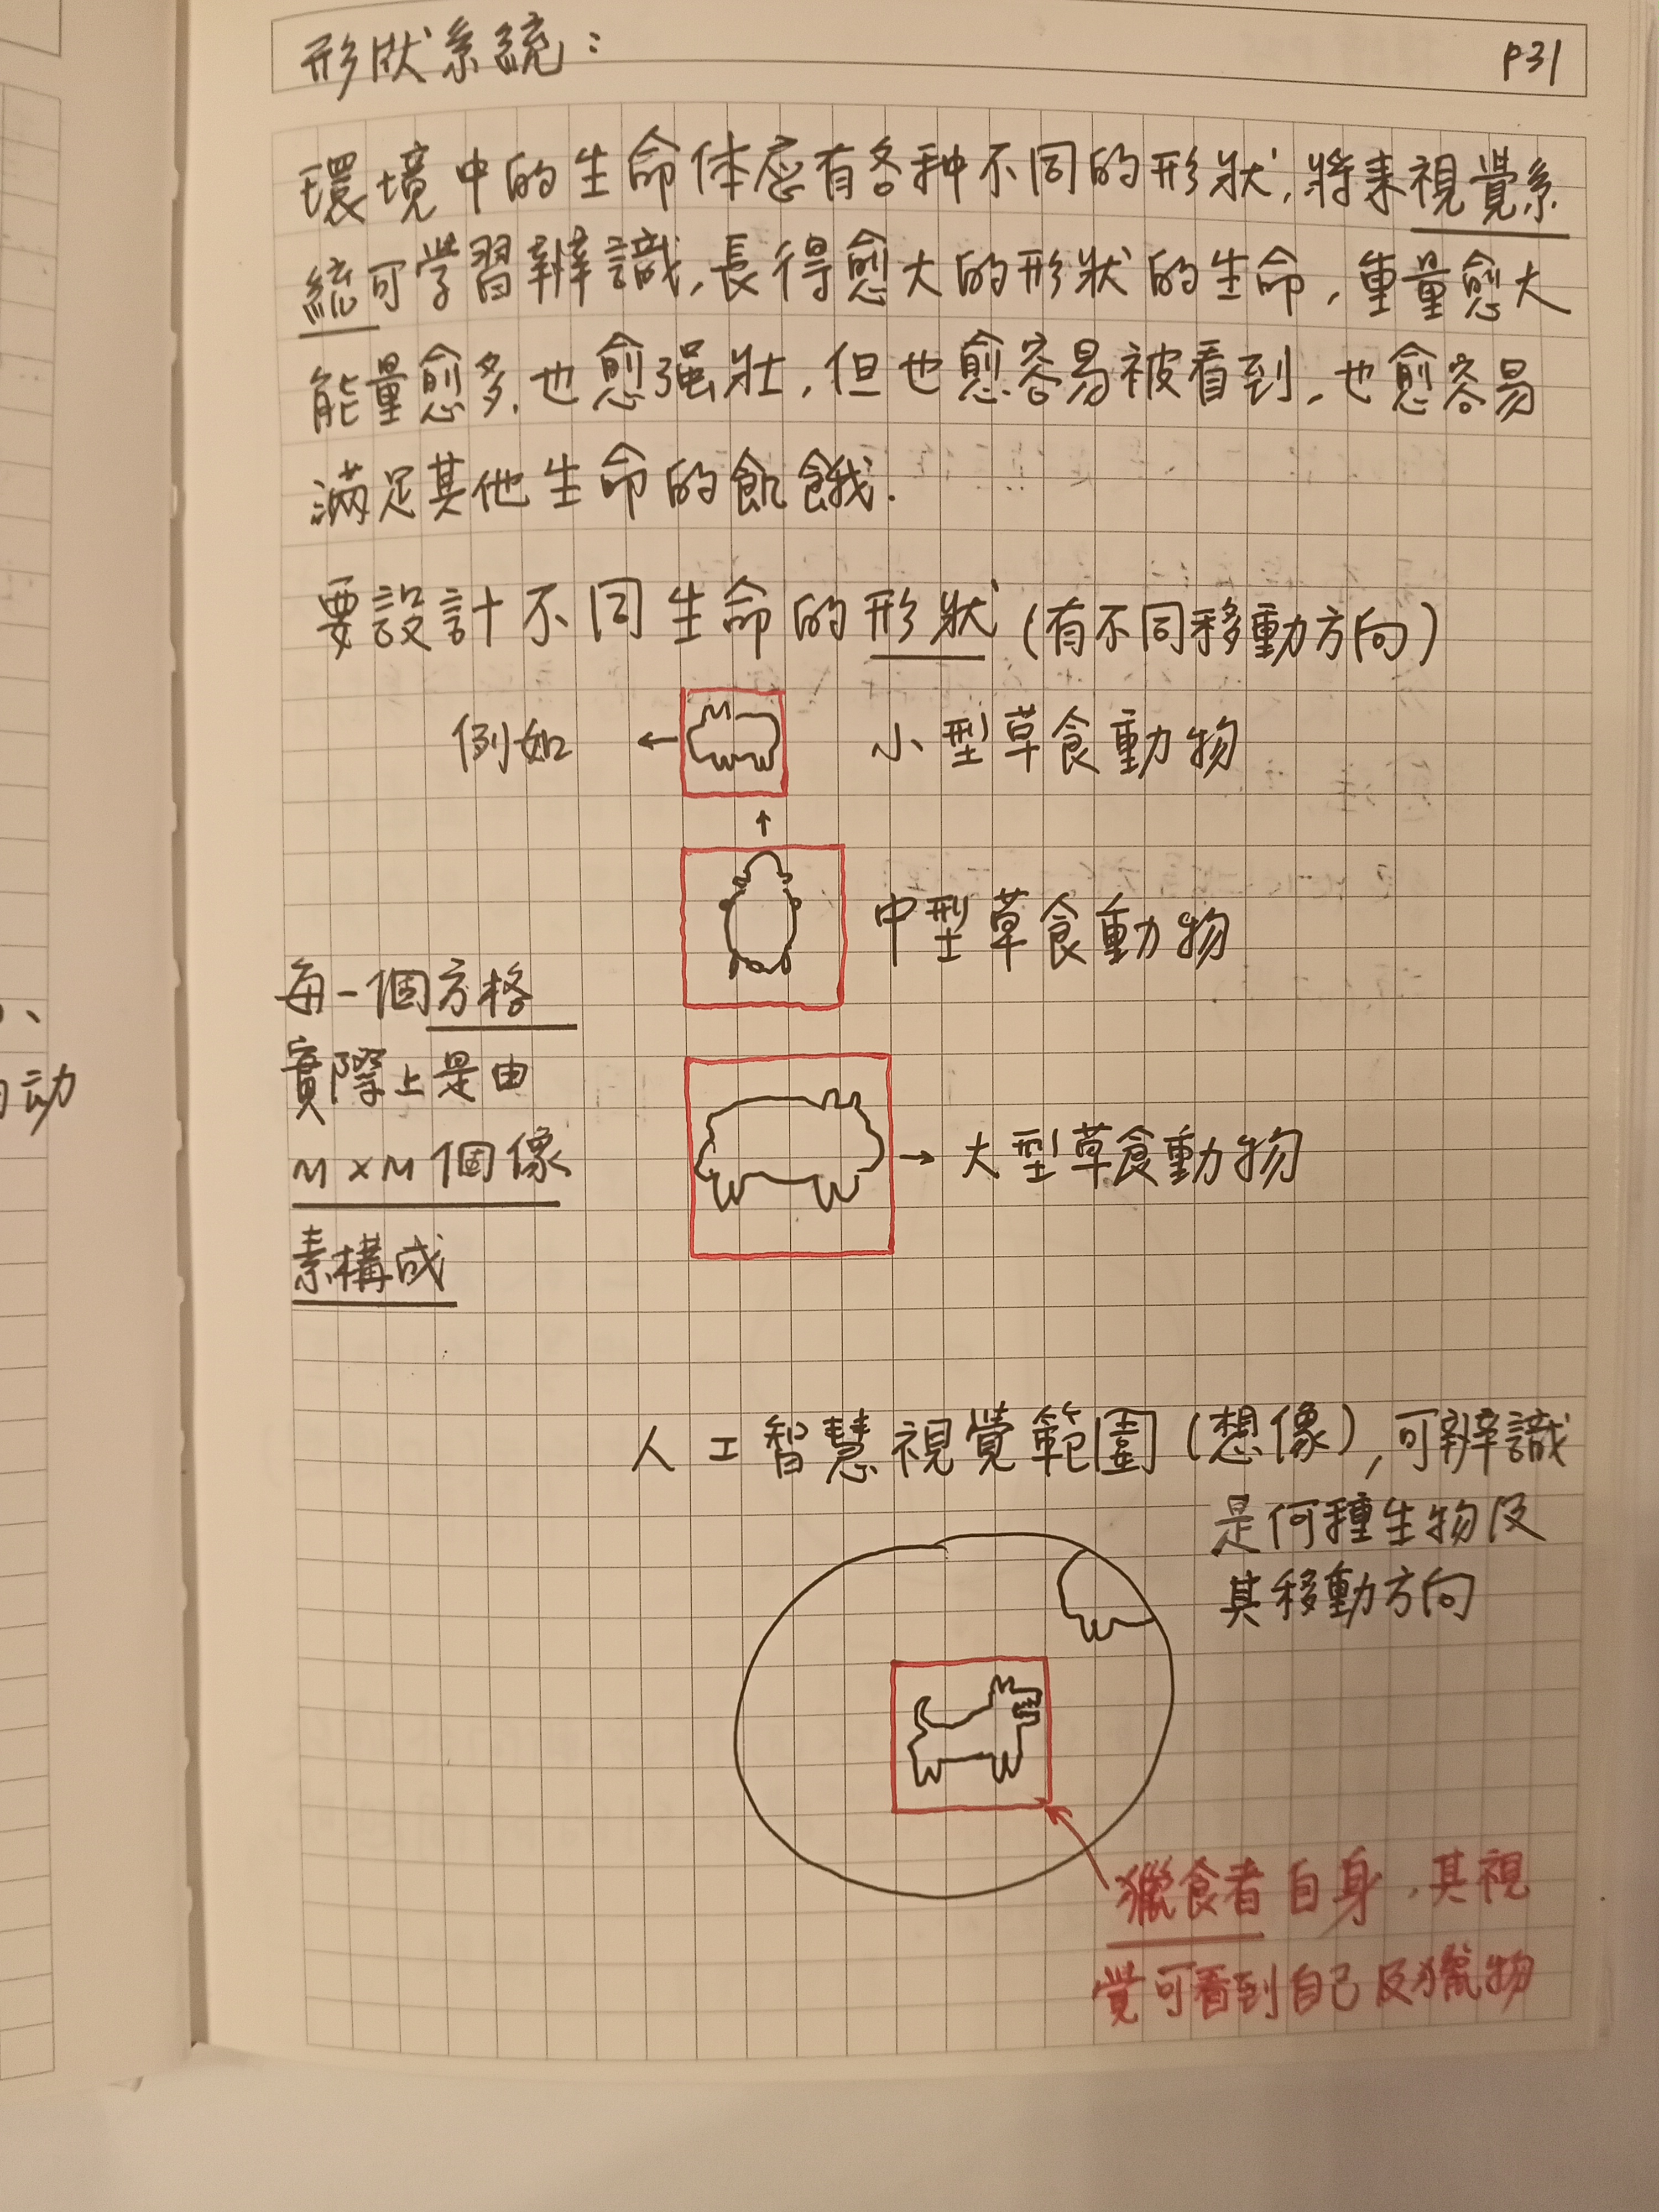 形狀系統：
P31
環境中的生命体应有各种不同的形狀，將来視覺系
統可学習辨識，長得愈大的形狀的生命，重量愈大
能量愈多，也愈强壯，但也愈容易被看到，也愈容易
滿足其他生命的飢餓．
要設計不同生命的形狀（有不同移動方向）
例如 ← 小型草食動物
↑
中型草食動物
每一個方格
實際上是由
M×M個像
素構成
→ 大型草食動物
人工智慧視覺範圍（想像），可辨識
是何種生物及
其移動方向
獵食者自身，其視
覚可看到自己及獵物
动